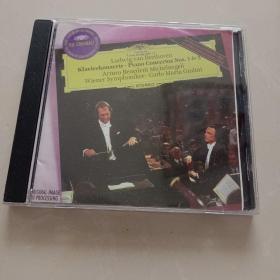 Ludwig van Beethoven
Klavierkonzerte · Piano Concertos Nos. 1 & 3
Arturo Benedetti Michelangeli
Wiener Symphoniker · Carlo Maria Giulini
STEREO
ORIGINAL-IMAGE
BIT-PROCESSING